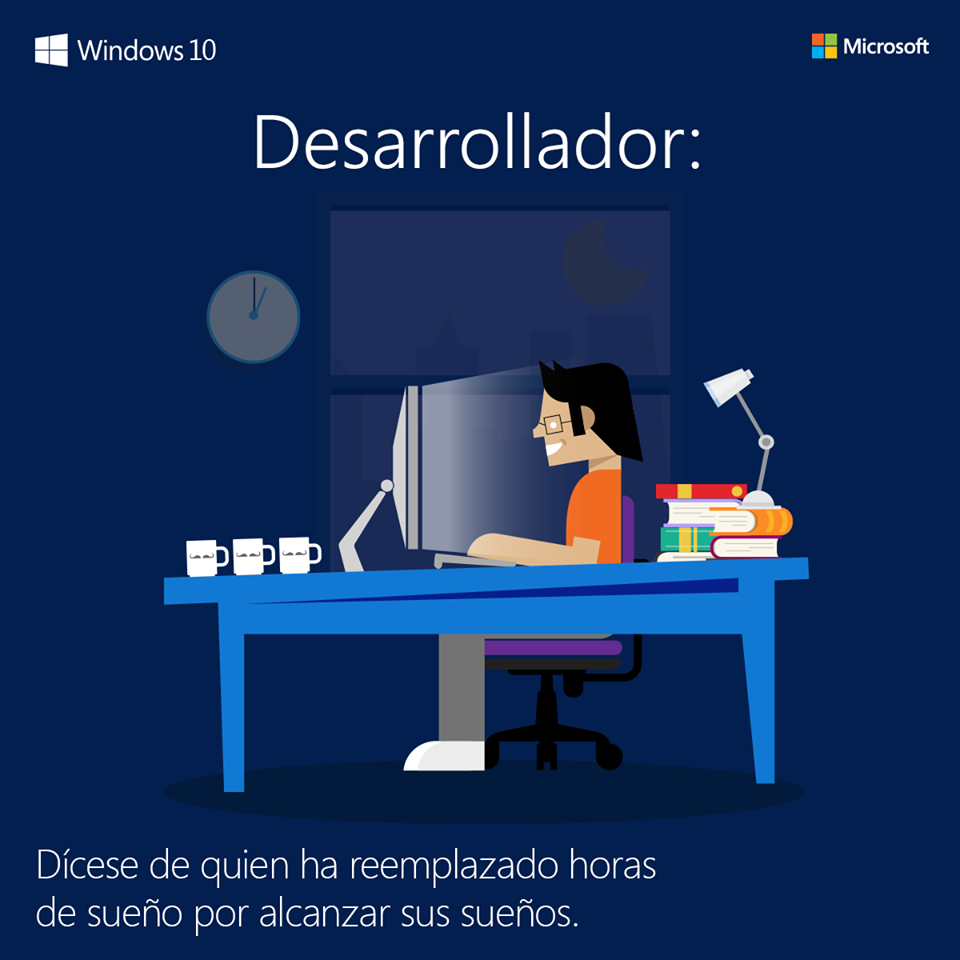 Windows 10
Microsoft
Desarrollador:
Dícese de quien ha reemplazado horas
de sueño por alcanzar sus sueños.